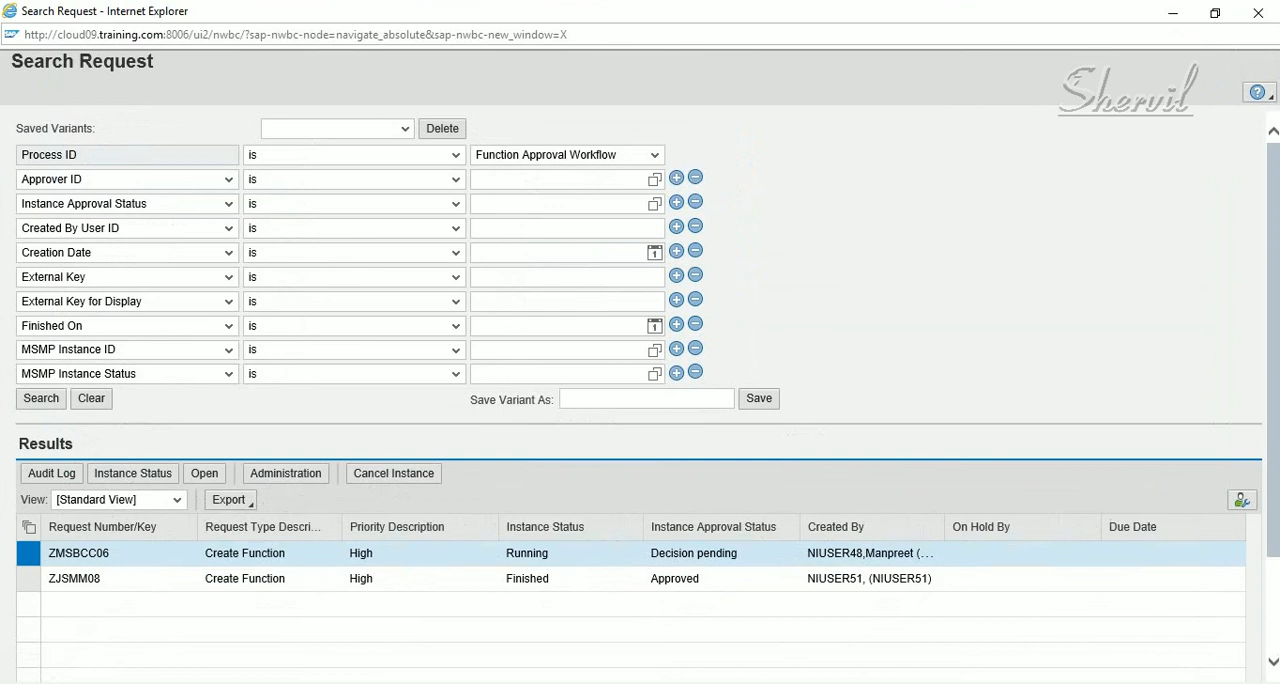 Search Request - Internet Explorer
http://cloud09.training.com:8006/ui2/nwbc/?sap-nwbc-node=navigate_absolute&sap-nwbc-new_window=X
Search Request
Shervil
Saved Variants: Delete
Process ID is Function Approval Workflow
Approver ID is
Instance Approval Status is
Created By User ID is
Creation Date is
External Key is
External Key for Display is
Finished On is
MSMP Instance ID is
MSMP Instance Status is
Search Clear Save Variant As: Save
Results
Audit Log Instance Status Open Administration Cancel Instance
View: [Standard View] Export
Request Number/Key Request Type Descri... Priority Description Instance Status Instance Approval Status Created By On Hold By Due Date
ZMSBCC06 Create Function High Running Decision pending NIUSER48,Manpreet (...
ZJSMM08 Create Function High Finished Approved NIUSER51, (NIUSER51)